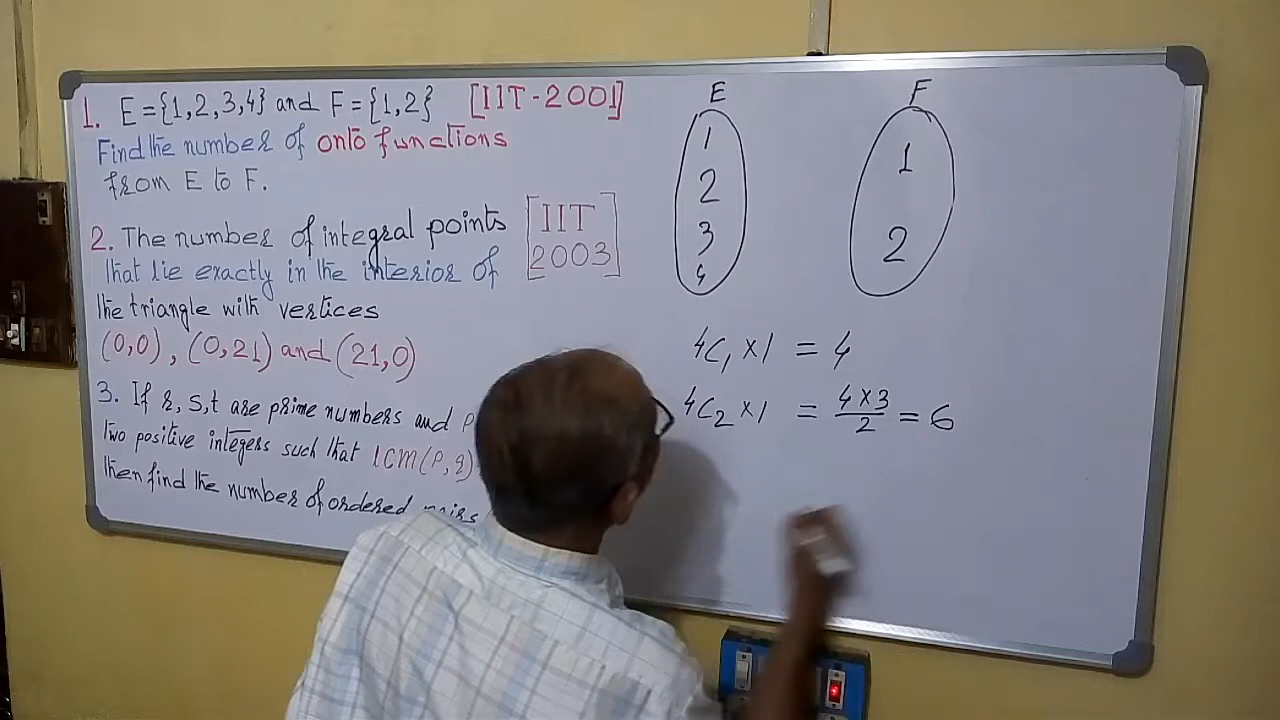 1. E={1,2,3,4} and F={1,2} [IIT-2001]
Find the number of onto functions
from E to F.
2. The number of integral points [IIT 2003]
that lie exactly in the interior of
the triangle with vertices
(0,0), (0,21) and (21,0)
3. If r, s, t are prime numbers and P
two positive integers such that LCM(P, q)
then find the number of ordered pairs
E
1
2
3
4
F
1
2
4C1 × 1 = 4
4C2 × 1 = 4×3/2 = 6